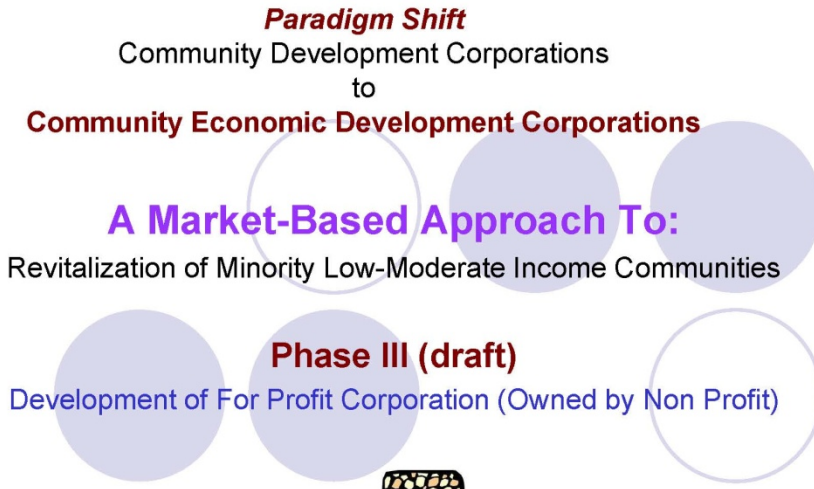 Paradigm Shift
Community Development Corporations
to
Community Economic Development Corporations
A Market-Based Approach To:
Revitalization of Minority Low-Moderate Income Communities
Phase III (draft)
Development of For Profit Corporation (Owned by Non Profit)